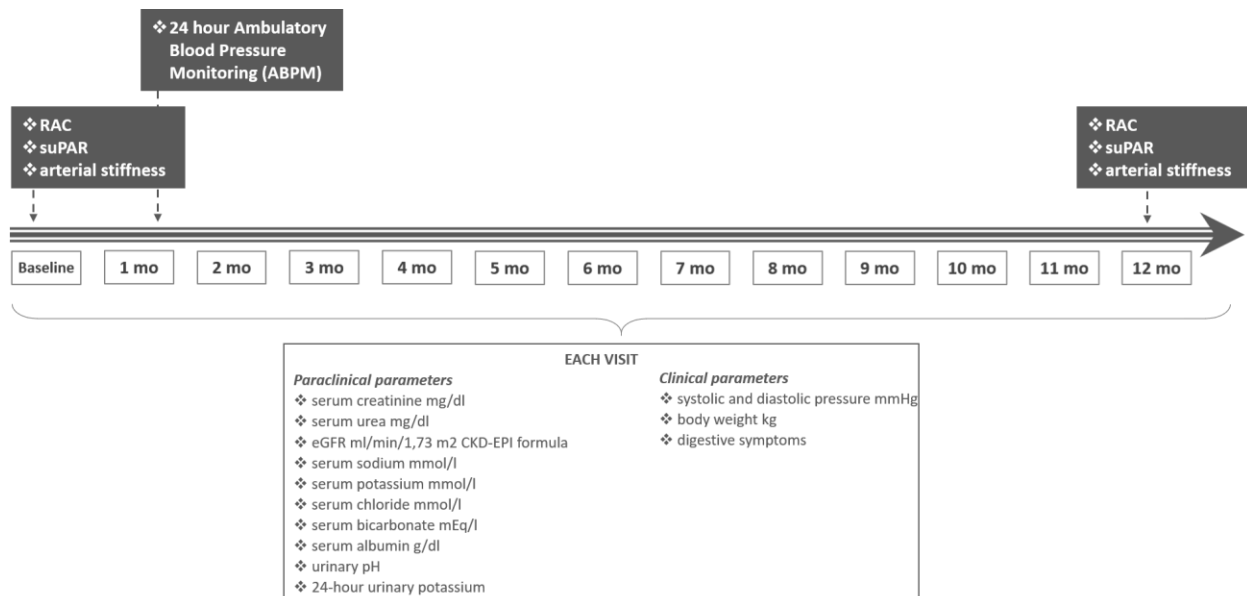 ❖ 24 hour Ambulatory
Blood Pressure
Monitoring (ABPM)
❖ RAC
❖ suPAR
❖ arterial stiffness
❖ RAC
❖ suPAR
❖ arterial stiffness
Baseline
1 mo
2 mo
3 mo
4 mo
5 mo
6 mo
7 mo
8 mo
9 mo
10 mo
11 mo
12 mo
EACH VISIT
Paraclinical parameters
❖ serum creatinine mg/dl
❖ serum urea mg/dl
❖ eGFR ml/min/1,73 m2 CKD-EPI formula
❖ serum sodium mmol/l
❖ serum potassium mmol/l
❖ serum chloride mmol/l
❖ serum bicarbonate mEq/l
❖ serum albumin g/dl
❖ urinary pH
❖ 24-hour urinary potassium
Clinical parameters
❖ systolic and diastolic pressure mmHg
❖ body weight kg
❖ digestive symptoms